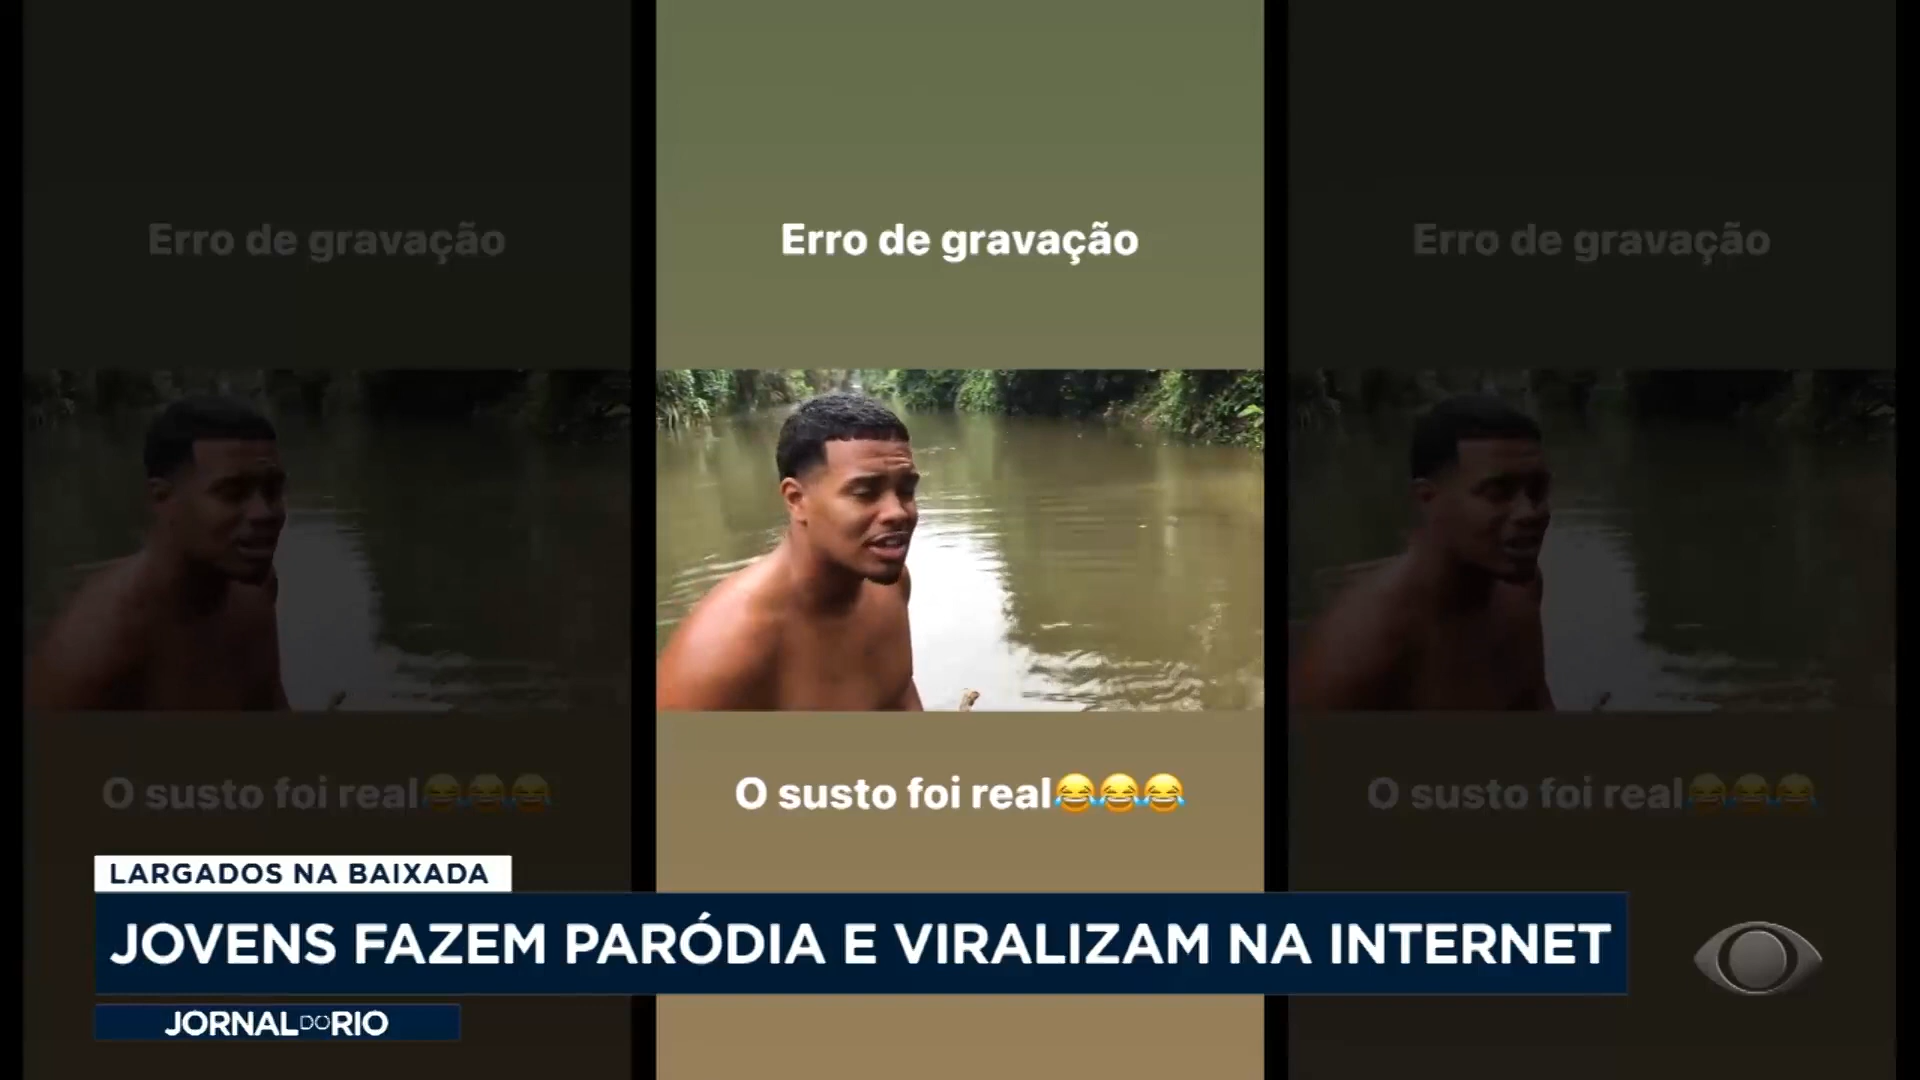 Erro de gravação
Erro de gravação
Erro de gravação
O susto foi real😂😂😂
O susto foi real😂😂😂
O susto foi real😂😂😂
LARGADOS NA BAIXADA
JOVENS FAZEM PARÓDIA E VIRALIZAM NA INTERNET
JORNAL DO RIO